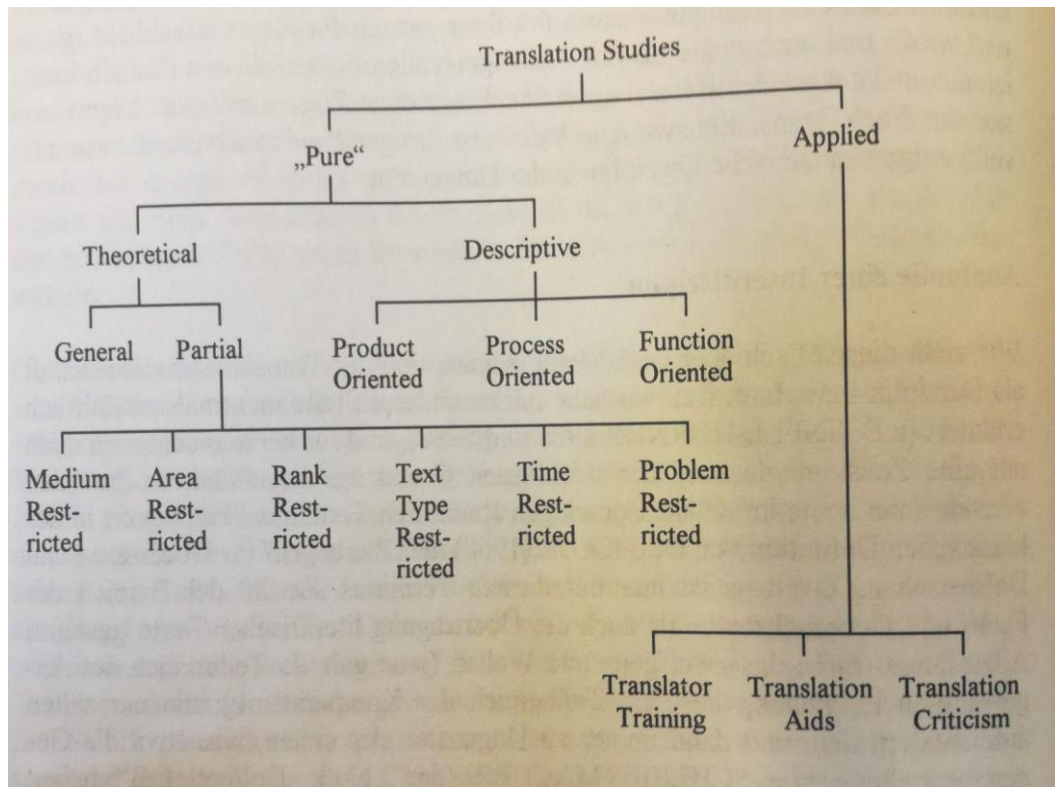 Translation Studies
„Pure“
Applied
Theoretical
Descriptive
General
Partial
Product
Oriented
Process
Oriented
Function
Oriented
Medium
Rest-
ricted
Area
Rest-
ricted
Rank
Rest-
ricted
Text
Type
Rest-
ricted
Time
Rest-
ricted
Problem
Rest-
ricted
Translator
Training
Translation
Aids
Translation
Criticism